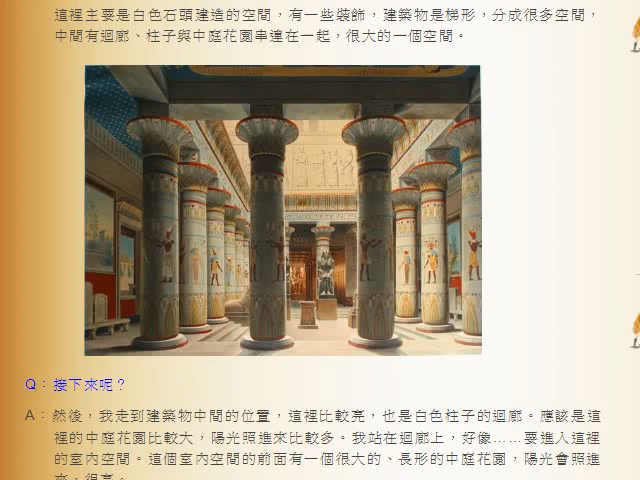 這裡主要是白色石頭建造的空間，有一些裝飾，建築物是梯形，分成很多空間，
中間有迴廊、柱子與中庭花園串連在一起，很大的一個空間。
Q：接下來呢？
A：然後，我走到建築物中間的位置，這裡比較亮，也是白色柱子的迴廊。應該是這
裡的中庭花園比較大，陽光照進來比較多。我站在迴廊上，好像……要進入這裡
的室內空間。這個室內空間的前面有一個很大的、長形的中庭花園，陽光會照進
來，很亮。